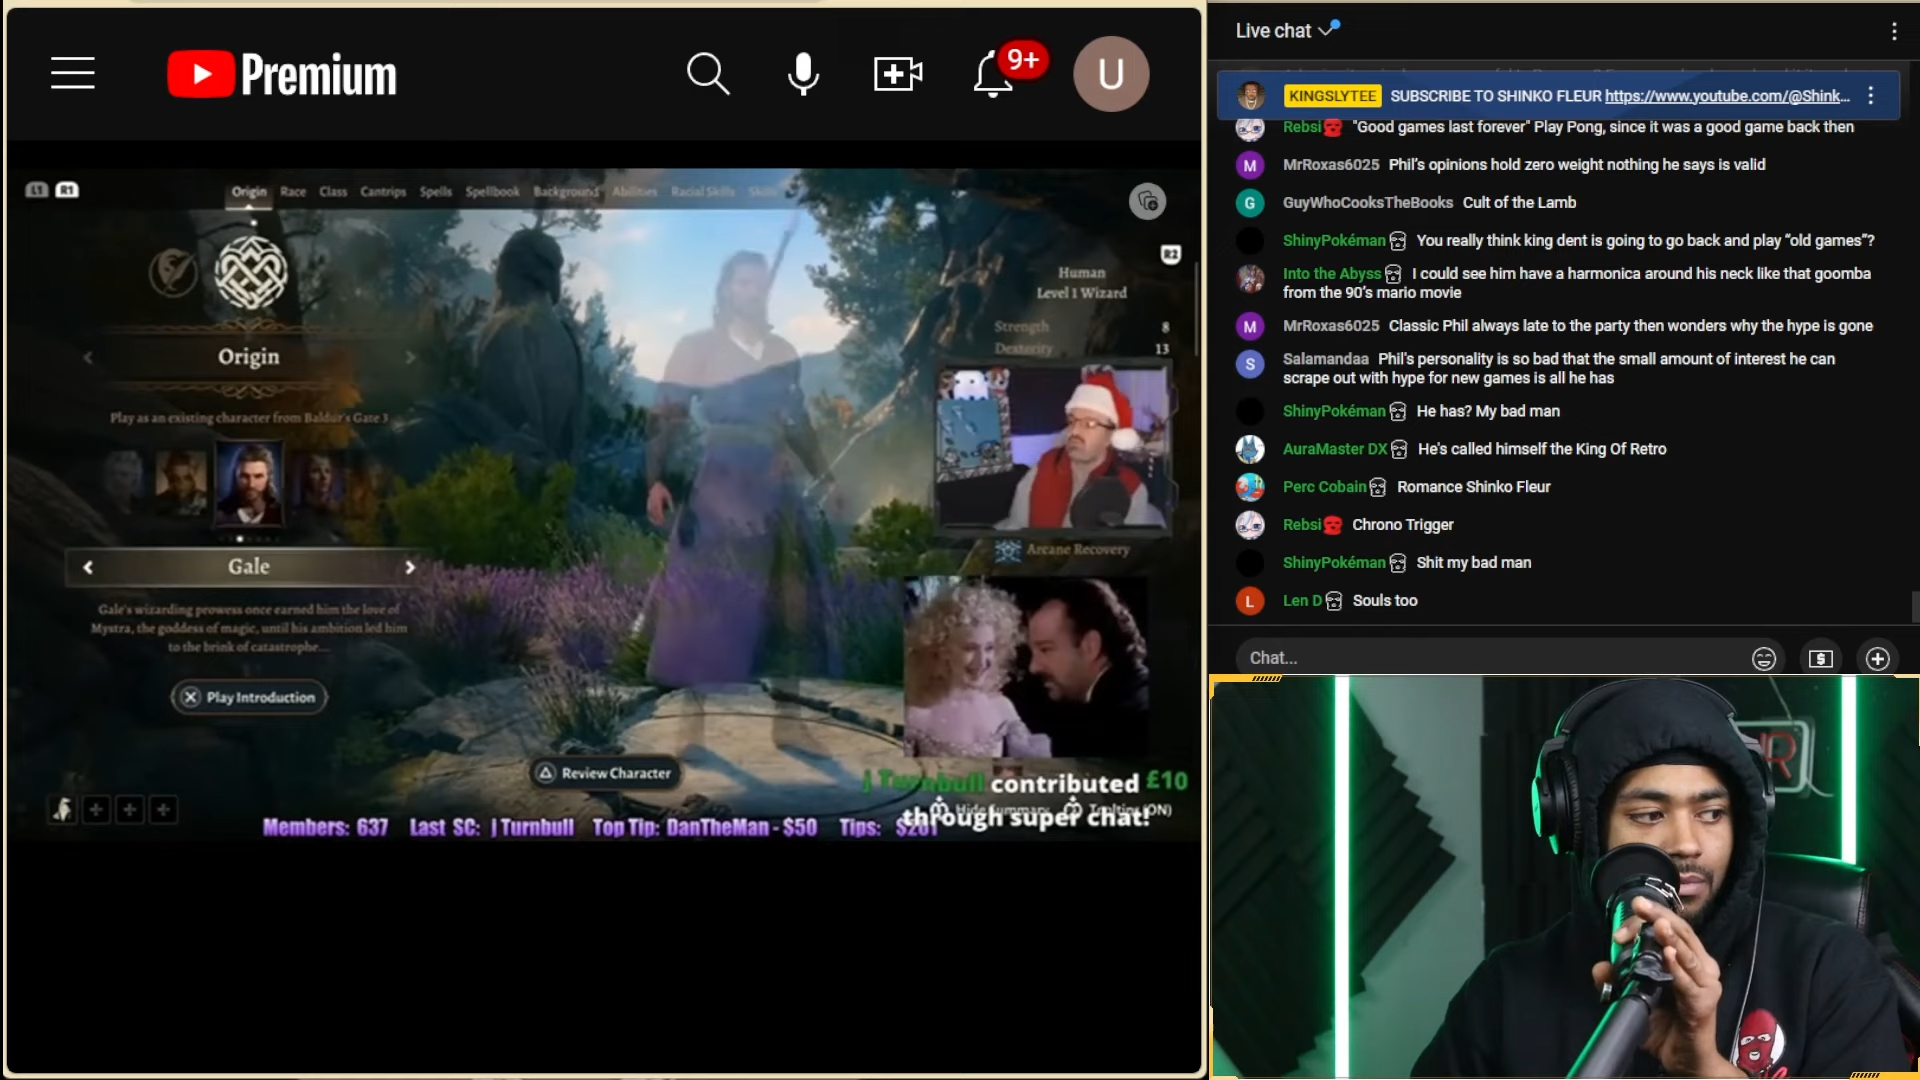 Premium
9+
U
L1 R1
Origin Race Class Cantrips Spells Spellbook Background Abilities Racial Skills Skills
R2
Human
Level 1 Wizard
Strength 8
Dexterity 13
Origin
Play as an existing character from Baldur's Gate 3
Arcane Recovery
Gale
Gale's wizarding prowess once earned him the love of
Mystra, the goddess of magic, until his ambition led him
to the brink of catastrophe...
Play Introduction
Review Character
j Turnbull contributed £10
through super chat!
Hide Summary Tooltips (ON)
Members: 637 Last SC: j Turnbull Top Tip: DanTheMan - $50 Tips:
Live chat
KINGSLYTEE SUBSCRIBE TO SHINKO FLEUR https://www.youtube.com/@Shink...
Rebsi "Good games last forever" Play Pong, since it was a good game back then
M MrRoxas6025 Phil's opinions hold zero weight nothing he says is valid
G GuyWhoCooksTheBooks Cult of the Lamb
ShinyPokéman You really think king dent is going to go back and play “old games”?
Into the Abyss I could see him have a harmonica around his neck like that goomba
from the 90's mario movie
M MrRoxas6025 Classic Phil always late to the party then wonders why the hype is gone
S Salamandaa Phil's personality is so bad that the small amount of interest he can
scrape out with hype for new games is all he has
ShinyPokéman He has? My bad man
AuraMaster DX He's called himself the King Of Retro
Perc Cobain Romance Shinko Fleur
Rebsi Chrono Trigger
ShinyPokéman Shit my bad man
L Len D Souls too
Chat...